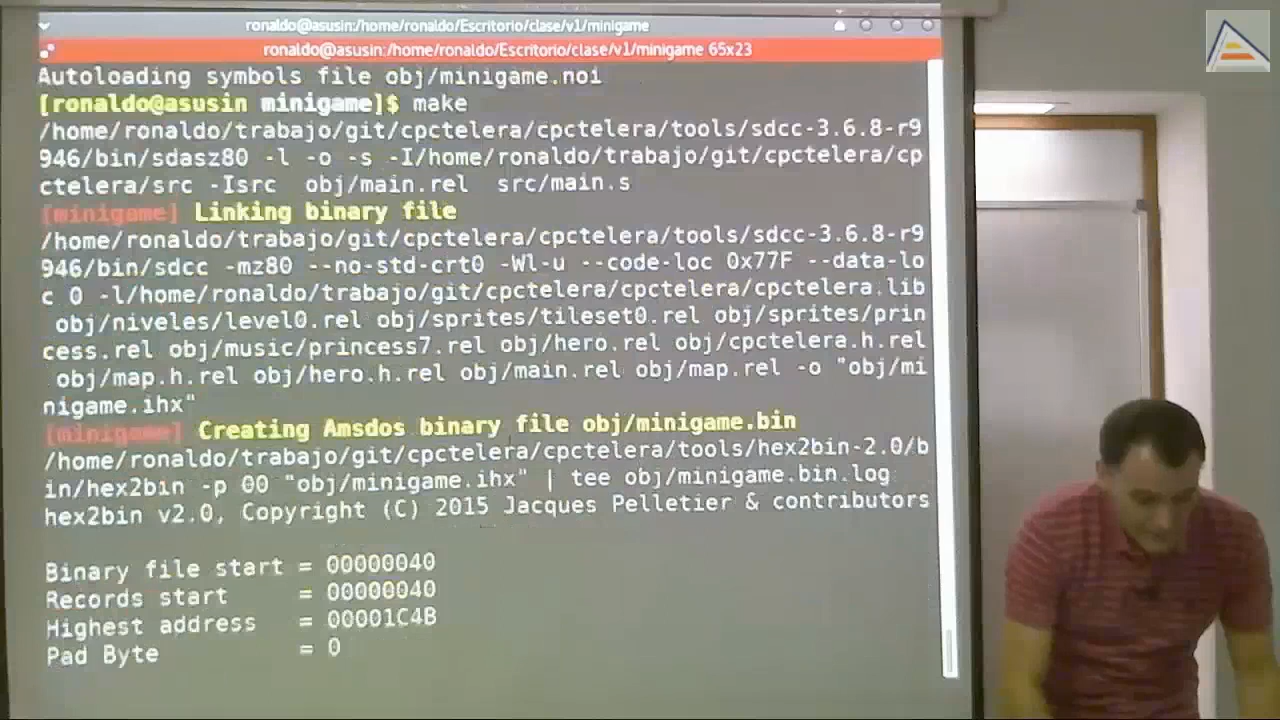 ronaldo@asusin:/home/ronaldo/Escritorio/clase/v1/minigame
ronaldo@asusin:/home/ronaldo/Escritorio/clase/v1/minigame 65x23
Autoloading symbols file obj/minigame.noi
[ronaldo@asusin minigame]$ make
/home/ronaldo/trabajo/git/cpctelera/cpctelera/tools/sdcc-3.6.8-r9
946/bin/sdasz80 -l -o -s -I/home/ronaldo/trabajo/git/cpctelera/cp
ctelera/src -Isrc  obj/main.rel  src/main.s
[minigame] Linking binary file
/home/ronaldo/trabajo/git/cpctelera/cpctelera/tools/sdcc-3.6.8-r9
946/bin/sdcc -mz80 --no-std-crt0 -Wl-u --code-loc 0x77F --data-lo
c 0 -l/home/ronaldo/trabajo/git/cpctelera/cpctelera/cpctelera.lib
 obj/niveles/level0.rel obj/sprites/tileset0.rel obj/sprites/prin
cess.rel obj/music/princess7.rel obj/hero.rel obj/cpctelera.h.rel
 obj/map.h.rel obj/hero.h.rel obj/main.rel obj/map.rel -o "obj/mi
nigame.ihx"
[minigame] Creating Amsdos binary file obj/minigame.bin
/home/ronaldo/trabajo/git/cpctelera/cpctelera/tools/hex2bin-2.0/b
in/hex2bin -p 00 "obj/minigame.ihx" | tee obj/minigame.bin.log
hex2bin v2.0, Copyright (C) 2015 Jacques Pelletier & contributors
Binary file start = 00000040
Records start     = 00000040
Highest address   = 00001C4B
Pad Byte          = 0